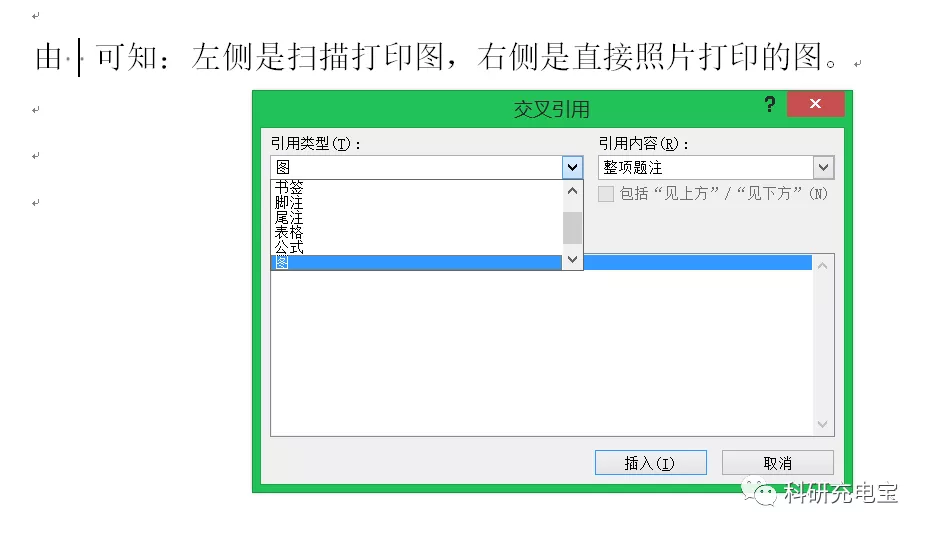 由 可知：左侧是扫描打印图，右侧是直接照片打印的图。
交叉引用
?
引用类型(T)：
引用内容(R)：
图
整项题注
包括“见上方”/“见下方”(N)
书签
脚注
尾注
表格
公式
图
插入(I)
取消
科研充电宝